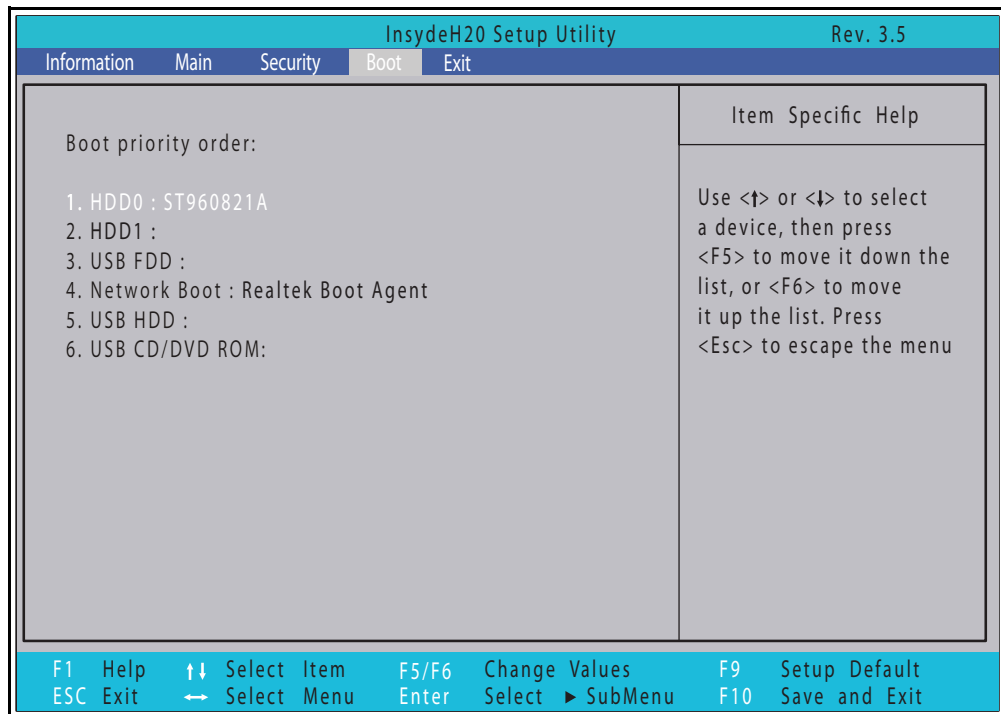 InsydeH20 Setup Utility Rev. 3.5
Information Main Security Boot Exit
Boot priority order:
1. HDD0 : ST960821A
2. HDD1 :
3. USB FDD :
4. Network Boot : Realtek Boot Agent
5. USB HDD :
6. USB CD/DVD ROM:
Item Specific Help
Use <↑> or <↓> to select
a device, then press
<F5> to move it down the
list, or <F6> to move
it up the list. Press
<Esc> to escape the menu
F1 Help ↑↓ Select Item F5/F6 Change Values F9 Setup Default
ESC Exit ↔ Select Menu Enter Select ► SubMenu F10 Save and Exit